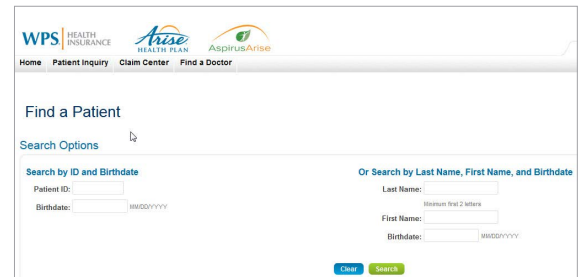 WPS HEALTH INSURANCE
Arise HEALTH PLAN
AspirusArise
Home Patient Inquiry Claim Center Find a Doctor
Find a Patient
Search Options
Search by ID and Birthdate
Patient ID:
Birthdate: MM/DD/YYYY
Or Search by Last Name, First Name, and Birthdate
Last Name:
Minimum first 2 letters
First Name:
Birthdate: MM/DD/YYYY
Clear Search